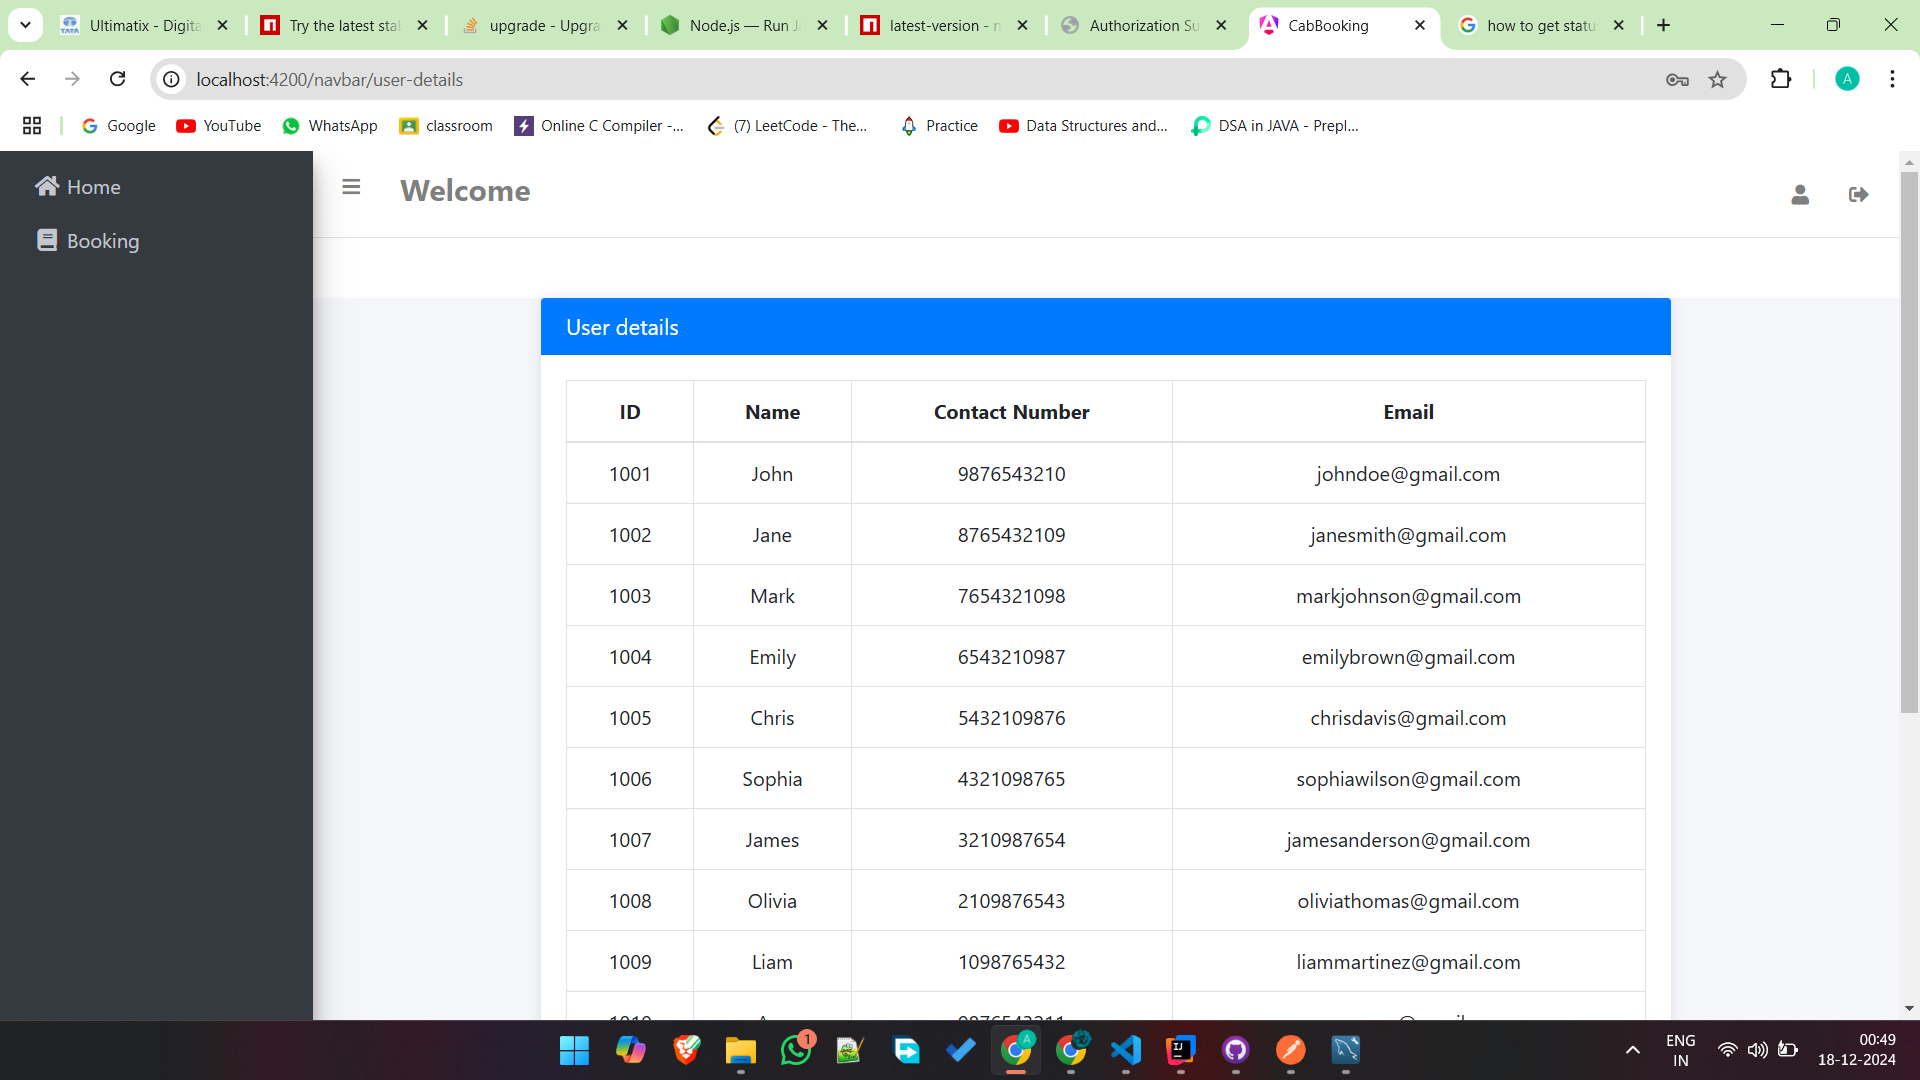 Ultimatix - Digita
Try the latest stal
upgrade - Upgra
Node.js — Run J
latest-version - n
Authorization Su
CabBooking
how to get statu
localhost:4200/navbar/user-details
A
Google
YouTube
WhatsApp
classroom
Online C Compiler -...
(7) LeetCode - The...
Practice
Data Structures and...
DSA in JAVA - Prepl...
Home
Booking
Welcome
User details
ID Name Contact Number Email
1001 John 9876543210 johndoe@gmail.com
1002 Jane 8765432109 janesmith@gmail.com
1003 Mark 7654321098 markjohnson@gmail.com
1004 Emily 6543210987 emilybrown@gmail.com
1005 Chris 5432109876 chrisdavis@gmail.com
1006 Sophia 4321098765 sophiawilson@gmail.com
1007 James 3210987654 jamesanderson@gmail.com
1008 Olivia 2109876543 oliviathomas@gmail.com
1009 Liam 1098765432 liammartinez@gmail.com
1
ENG
IN
00:49
18-12-2024